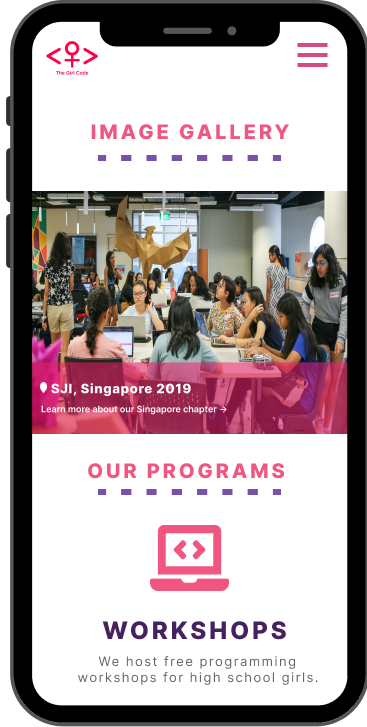 The Girl Code
IMAGE GALLERY
SJI, Singapore 2019
Learn more about our Singapore chapter →
OUR PROGRAMS
WORKSHOPS
We host free programming
workshops for high school girls.